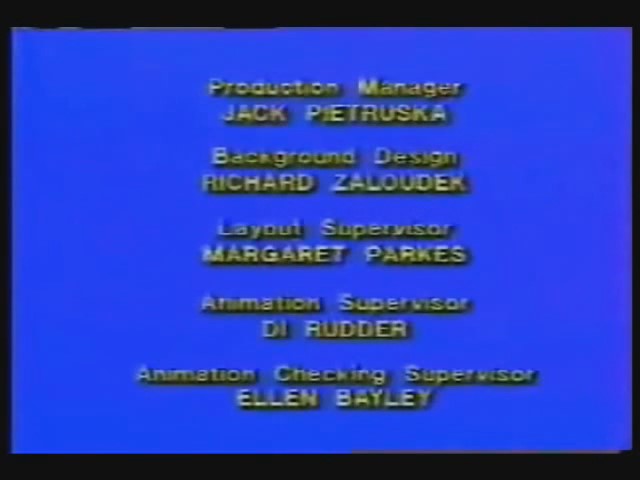 Production Manager
JACK PIETRUSKA
Background Design
RICHARD ZALOUDEK
Layout Supervisor
MARGARET PARKES
Animation Supervisor
DI RUDDER
Animation Checking Supervisor
ELLEN BAYLEY